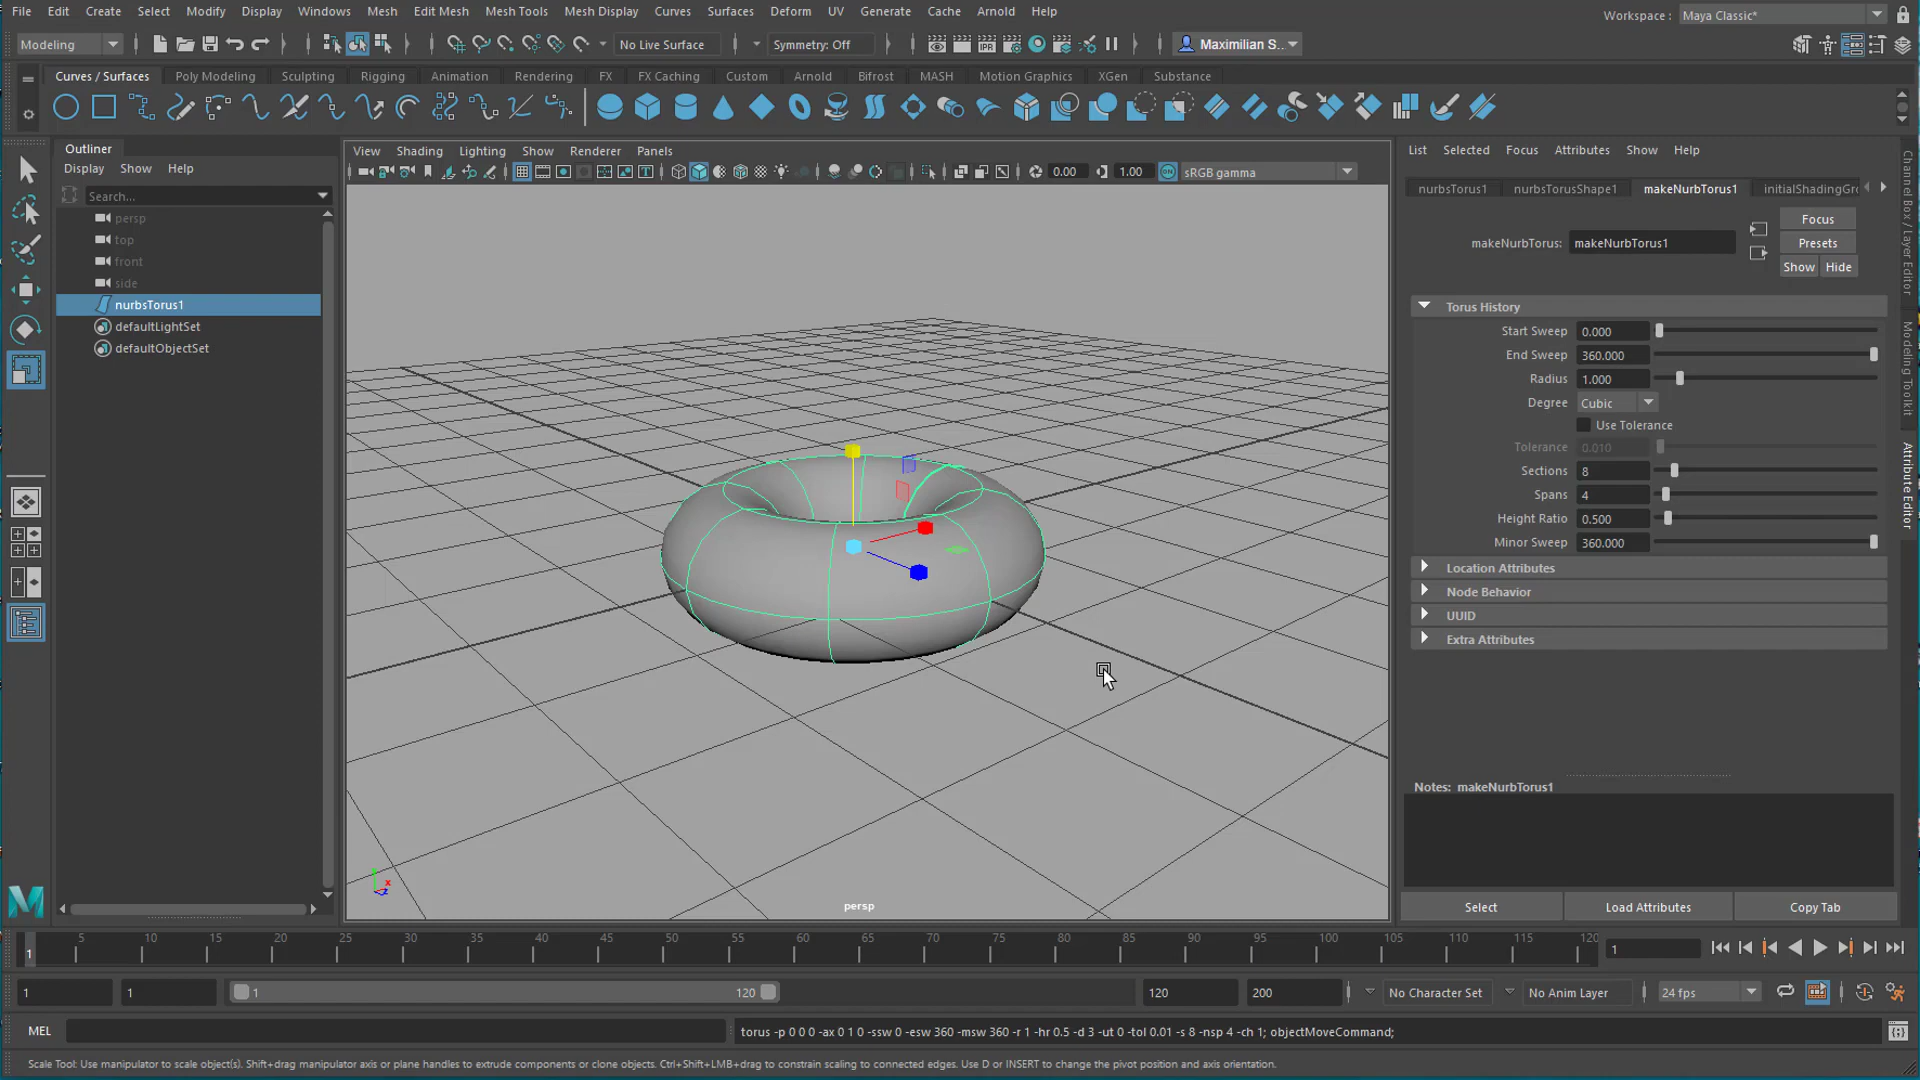 File Edit Create Select Modify Display Windows Mesh Edit Mesh Mesh Tools Mesh Display Curves Surfaces Deform UV Generate Cache Arnold Help
Workspace : Maya Classic*
Modeling No Live Surface Symmetry: Off Maximilian S...
Curves / Surfaces Poly Modeling Sculpting Rigging Animation Rendering FX FX Caching Custom Arnold Bifrost MASH Motion Graphics XGen Substance
IPR
Outliner
Display Show Help
Search...
persp
top
front
side
nurbsTorus1
defaultLightSet
defaultObjectSet
View Shading Lighting Show Renderer Panels
0.00 1.00 ON sRGB gamma
persp
List Selected Focus Attributes Show Help
nurbsTorus1 nurbsTorusShape1 makeNurbTorus1 initialShadingGr
makeNurbTorus: makeNurbTorus1
Focus
Presets
Show Hide
Torus History
Start Sweep 0.000
End Sweep 360.000
Radius 1.000
Degree Cubic
Use Tolerance
Tolerance 0.010
Sections 8
Spans 4
Height Ratio 0.500
Minor Sweep 360.000
Location Attributes
Node Behavior
UUID
Extra Attributes
Notes: makeNurbTorus1
Select Load Attributes Copy Tab
Channel Box / Layer Editor
Modeling Toolkit
Attribute Editor
1 5 10 15 20 25 30 35 40 45 50 55 60 65 70 75 80 85 90 95 100 105 110 115 120 1
1 1 1 120 120 200 No Character Set No Anim Layer 24 fps
MEL torus -p 0 0 0 -ax 0 1 0 -ssw 0 -esw 360 -msw 360 -r 1 -hr 0.5 -d 3 -ut 0 -tol 0.01 -s 8 -nsp 4 -ch 1; objectMoveCommand;
Scale Tool: Use manipulator to scale object(s). Shift+drag manipulator axis or plane handles to extrude components or clone objects. Ctrl+Shift+LMB+drag to constrain scaling to connected edges. Use D or INSERT to change the pivot position and axis orientation.